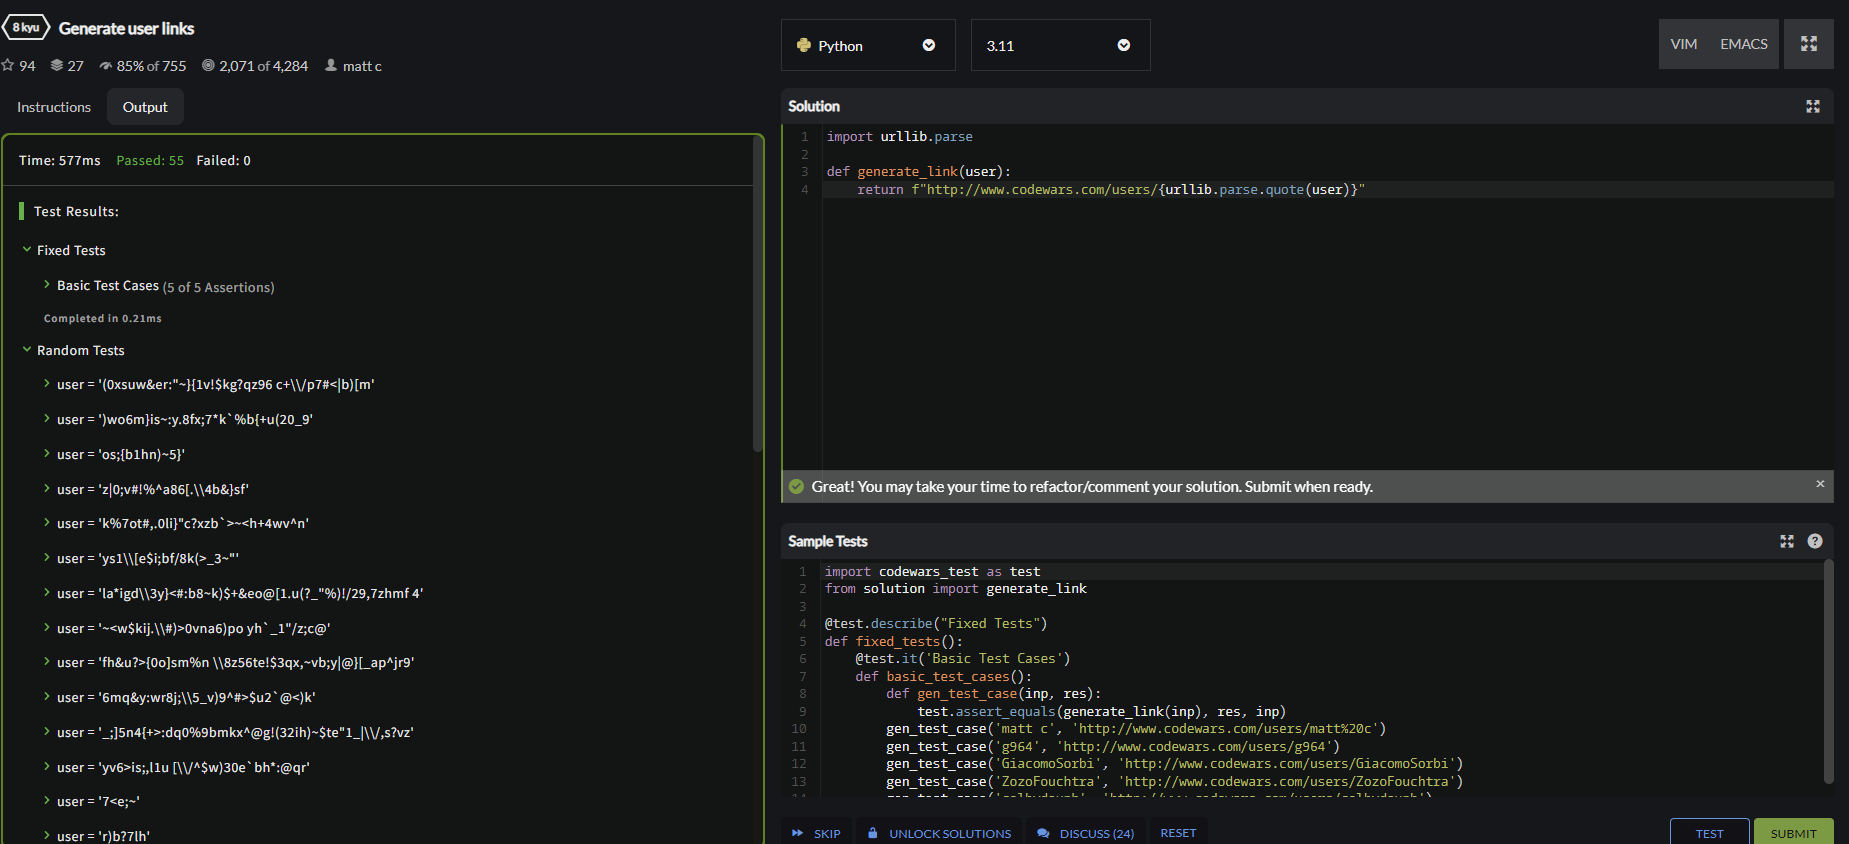 8 kyu Generate user links
94 27 85% of 755 2,071 of 4,284 matt c
Instructions Output
Time: 577ms Passed: 55 Failed: 0
Test Results:
Fixed Tests
Basic Test Cases (5 of 5 Assertions)
Completed in 0.21ms
Random Tests
user = '(0xsuw&er:"~}{1v!$kg?qz96 c+\\/p7#<|b)[m'
user = ')wo6m}is~:y.8fx;7*k`%b{+u(20_9'
user = 'os;{b1hn)~5}'
user = 'z|0;v#!%^a86[.\\4b&}sf'
user = 'k%7ot#,.0li}"c?xzb`>~<h+4wv^n'
user = 'ys1\\[e$i;bf/8k(>_3~"'
user = 'la*igd\\3y}<#:b8~k)$+&eo@[1.u(?_"%)!/29,7zhmf 4'
user = '~<w$kij.\\#)>0vna6)po yh`_1"/z;c@'
user = 'fh&u?>{0o]sm%n \\8z56te!$3qx,~vb;y|@}[_ap^jr9'
user = '6mq&y:wr8j;\\5_v)9^#>$u2`@<)k'
user = '_;]5n4{+>:dq0%9bmkx^@g!(32ih)~$te"1_|\\/,s?vz'
user = 'yv6>is;,l1u [\\/^$w)30e`bh*:@qr'
user = '7<e;~'
user = 'r)b?7lh'
Python 3.11 VIM EMACS
Solution
1 import urllib.parse
2
3 def generate_link(user):
4 return f"http://www.codewars.com/users/{urllib.parse.quote(user)}"
Great! You may take your time to refactor/comment your solution. Submit when ready. ×
Sample Tests ?
1 import codewars_test as test
2 from solution import generate_link
3
4 @test.describe("Fixed Tests")
5 def fixed_tests():
6 @test.it('Basic Test Cases')
7 def basic_test_cases():
8 def gen_test_case(inp, res):
9 test.assert_equals(generate_link(inp), res, inp)
10 gen_test_case('matt c', 'http://www.codewars.com/users/matt%20c')
11 gen_test_case('g964', 'http://www.codewars.com/users/g964')
12 gen_test_case('GiacomoSorbi', 'http://www.codewars.com/users/GiacomoSorbi')
13 gen_test_case('ZozoFouchtra', 'http://www.codewars.com/users/ZozoFouchtra')
SKIP UNLOCK SOLUTIONS DISCUSS (24) RESET TEST SUBMIT